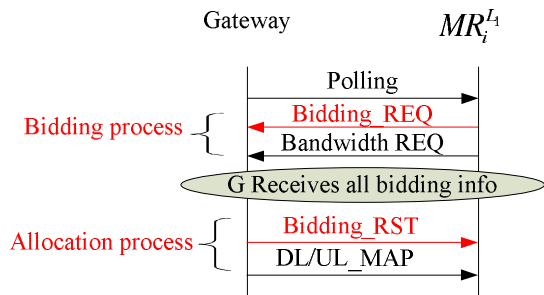 Gateway
MR_i^{L_1}
Polling
Bidding_REQ
Bidding process
Bandwidth REQ
G Receives all bidding info
Bidding_RST
Allocation process
DL/UL_MAP